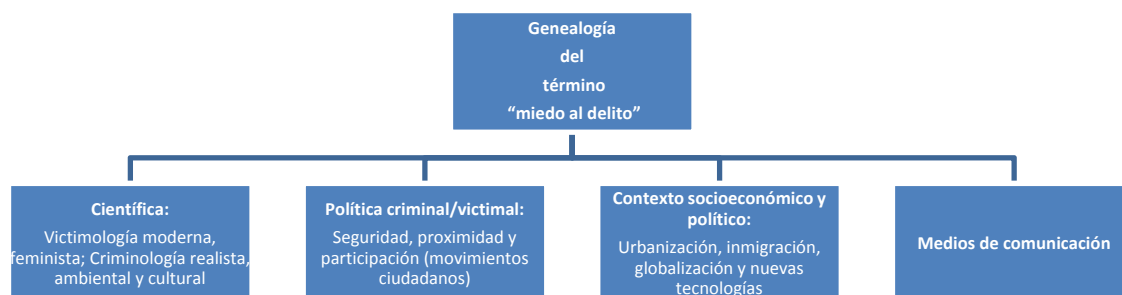 Genealogía
del
término
“miedo al delito”
Científica:
Victimología moderna,
feminista; Criminología realista,
ambiental y cultural
Política criminal/victimal:
Seguridad, proximidad y
participación (movimientos
ciudadanos)
Contexto socioeconómico y
político:
Urbanización, inmigración,
globalización y nuevas
tecnologías
Medios de comunicación